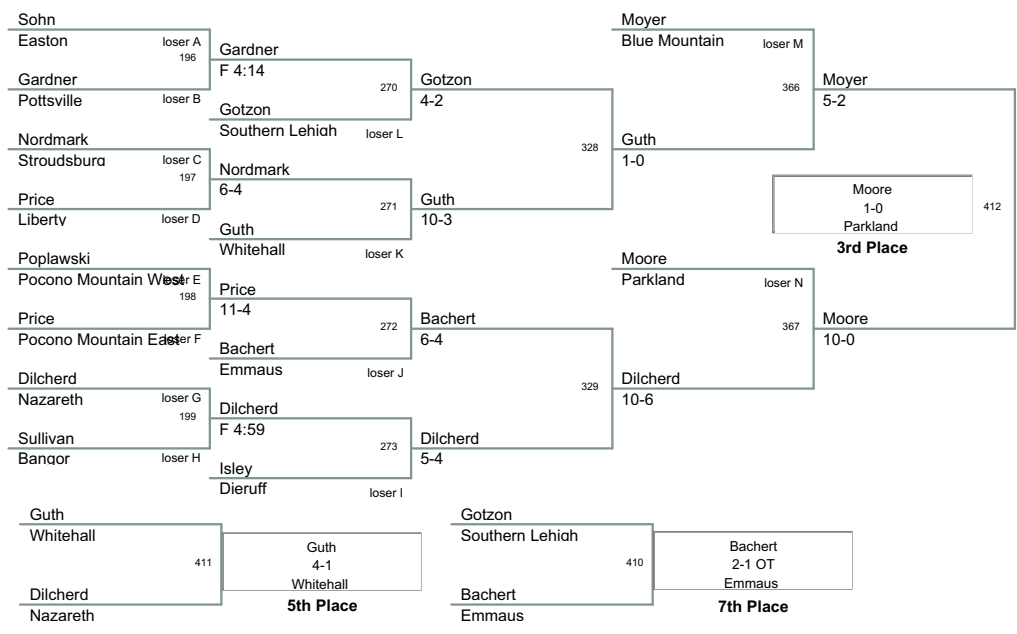 Sohn
Easton
loser A
196
Gardner
Pottsville
loser B
Nordmark
Stroudsburg
loser C
197
Price
Liberty
loser D
Poplawski
Pocono Mountain West
loser E
198
Price
Pocono Mountain East
loser F
Dilcherd
Nazareth
loser G
199
Sullivan
Bangor
loser H
Gardner
F 4:14
270
Gotzon
Southern Lehigh
loser L
Nordmark
6-4
271
Guth
Whitehall
loser K
Price
11-4
272
Bachert
Emmaus
loser J
Dilcherd
F 4:59
273
Isley
Dieruff
loser I
Gotzon
4-2
328
Guth
10-3
Bachert
6-4
329
Dilcherd
5-4
Moyer
Blue Mountain
loser M
366
Guth
1-0
Moore
Parkland
loser N
367
Dilcherd
10-6
Moyer
5-2
Moore
1-0
Parkland
412
3rd Place
Moore
10-0
Guth
Whitehall
411
Dilcherd
Nazareth
Guth
4-1
Whitehall
5th Place
Gotzon
Southern Lehigh
410
Bachert
Emmaus
Bachert
2-1 OT
Emmaus
7th Place